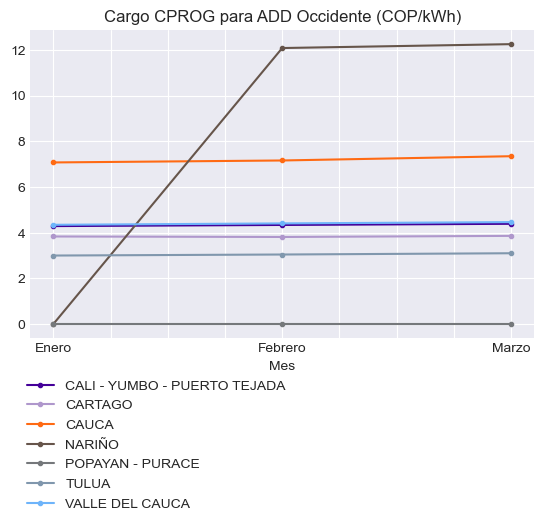 Cargo CPROG para ADD Occidente (COP/kWh)
12
10
8
6
4
2
0
Enero Febrero Marzo
Mes
CALI - YUMBO - PUERTO TEJADA
CARTAGO
CAUCA
NARIÑO
POPAYAN - PURACE
TULUA
VALLE DEL CAUCA